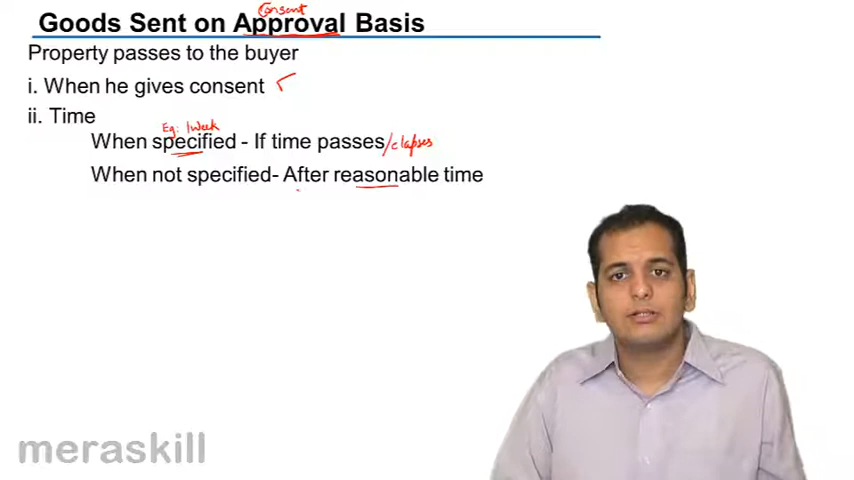 Consent
Goods Sent on Approval Basis
Property passes to the buyer
i. When he gives consent
ii. Time
Eg: 1 Week
When specified - If time passes/elapses
When not specified- After reasonable time
meraskill